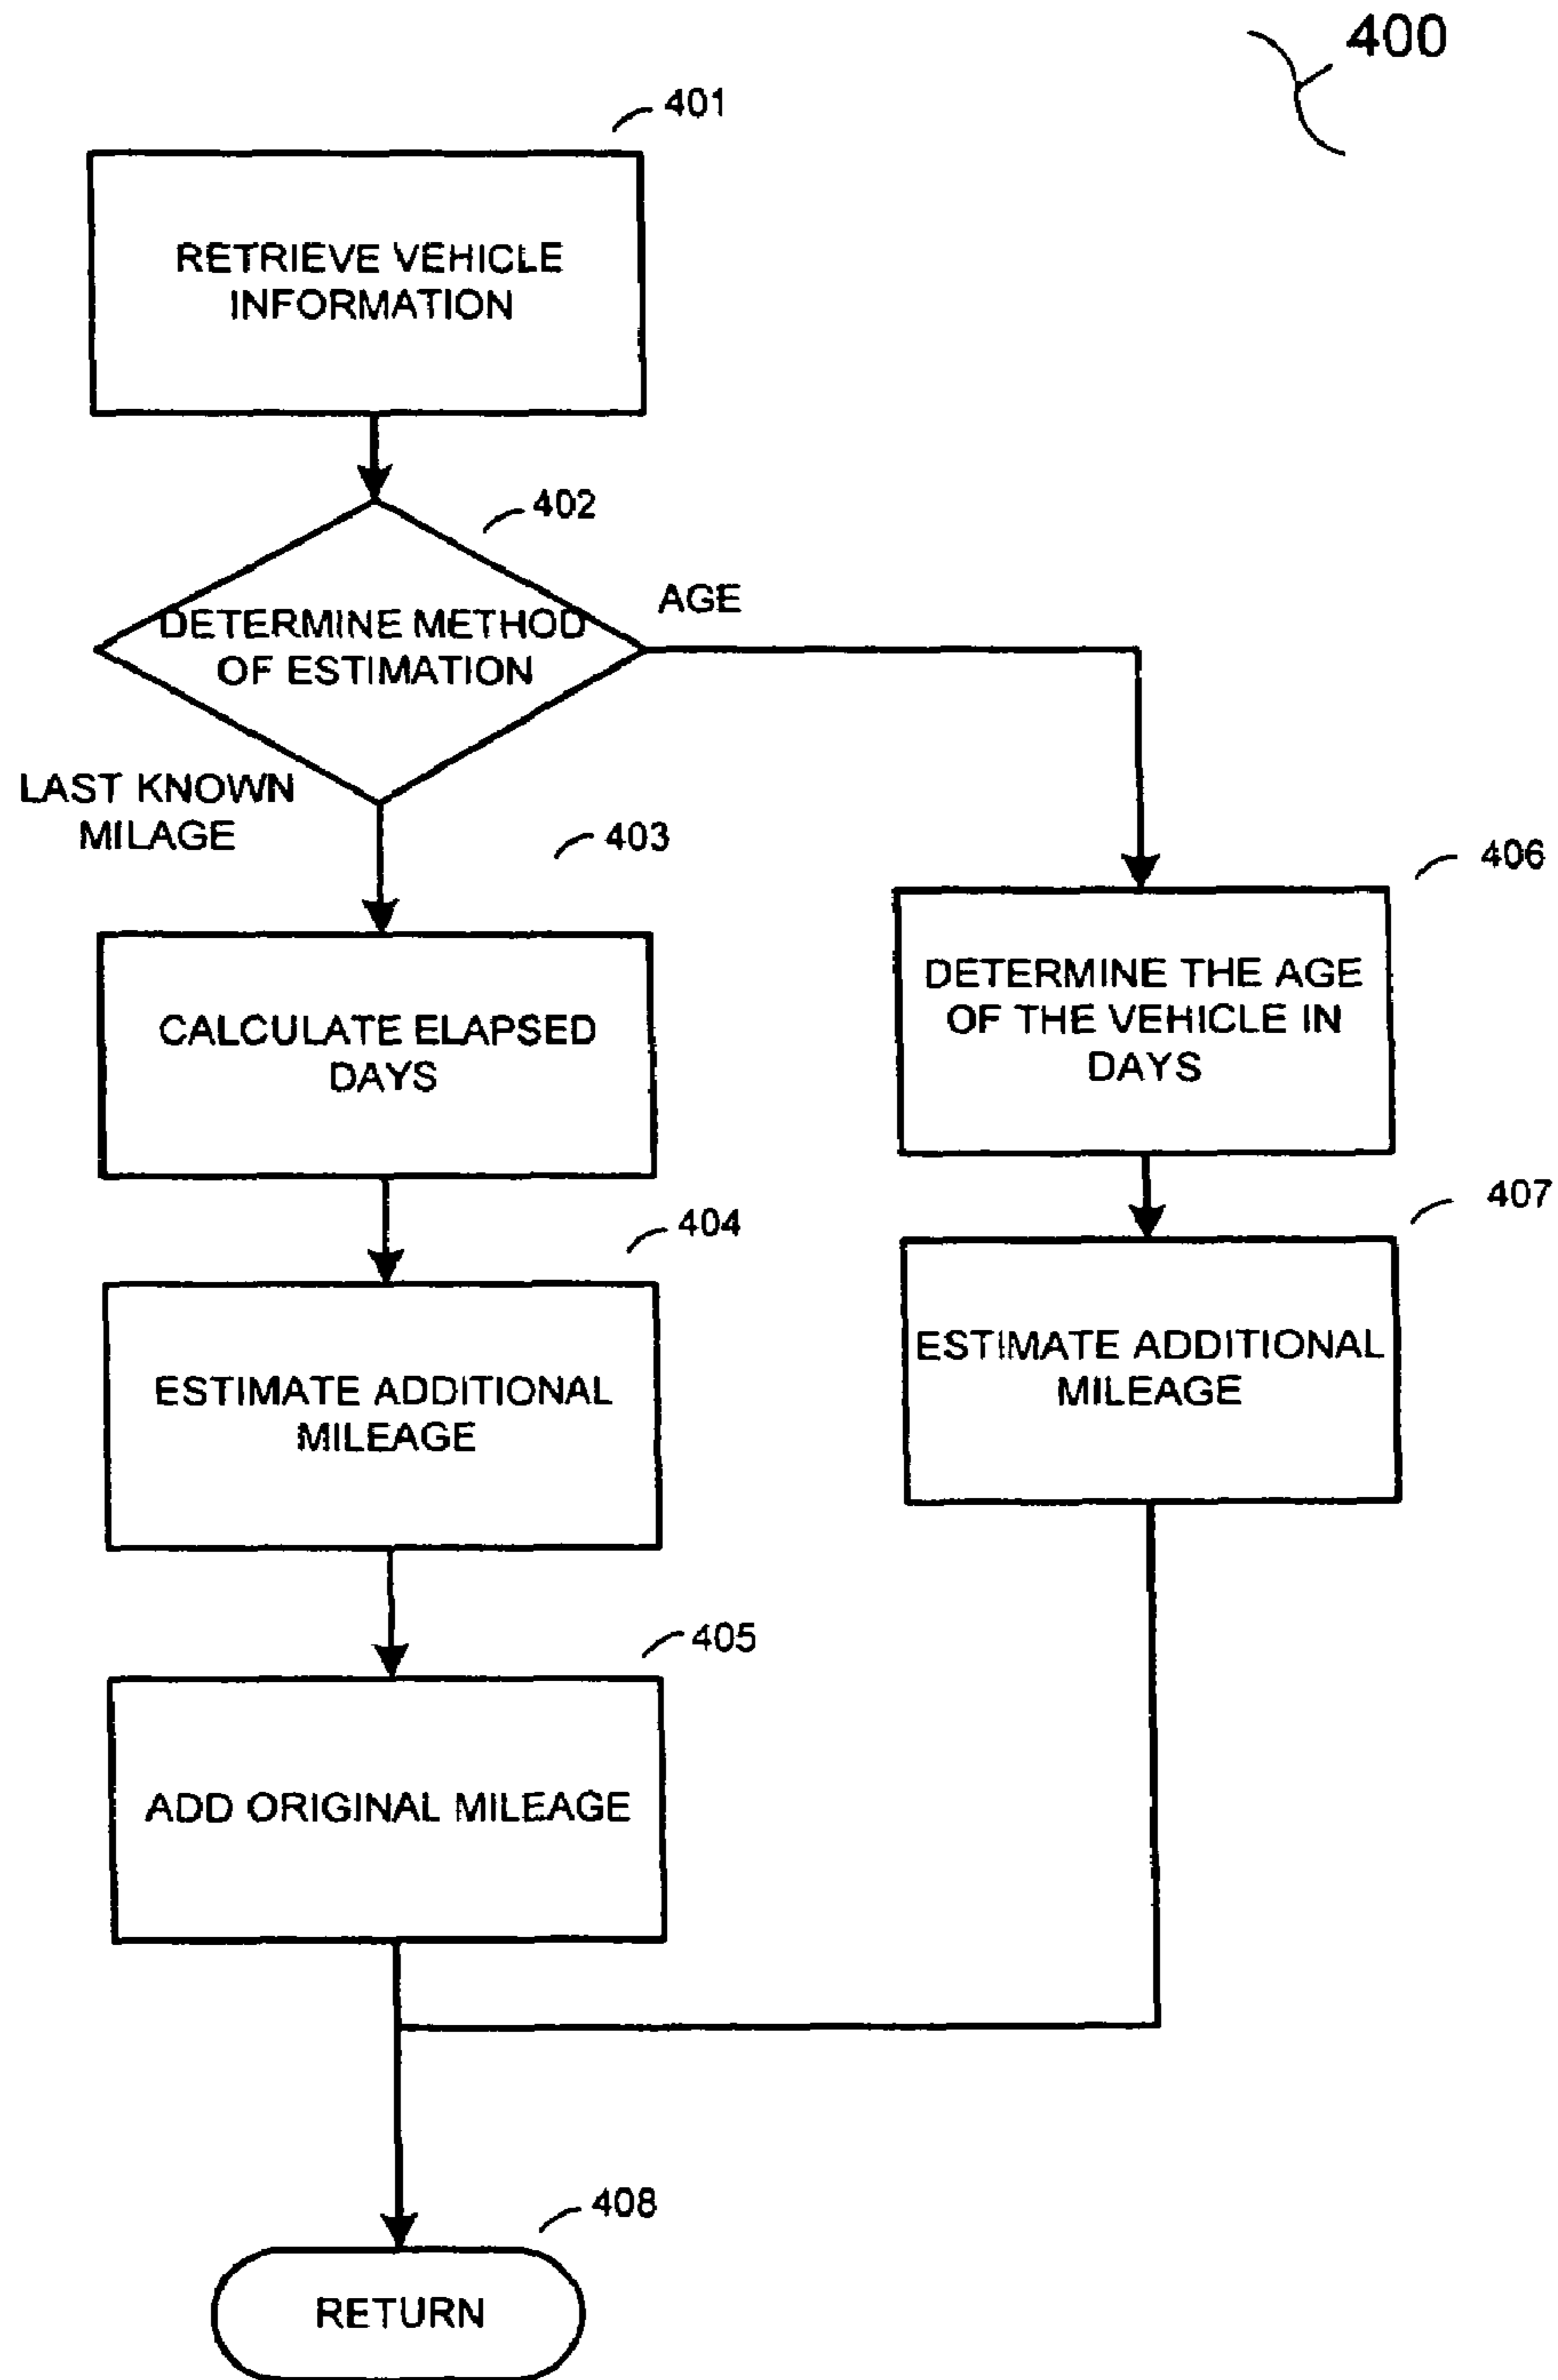 400
401
RETRIEVE VEHICLE
INFORMATION
402
DETERMINE METHOD
OF ESTIMATION
AGE
LAST KNOWN
MILAGE
403
CALCULATE ELAPSED
DAYS
404
ESTIMATE ADDITIONAL
MILEAGE
405
ADD ORIGINAL MILEAGE
406
DETERMINE THE AGE
OF THE VEHICLE IN
DAYS
407
ESTIMATE ADDITIONAL
MILEAGE
408
RETURN